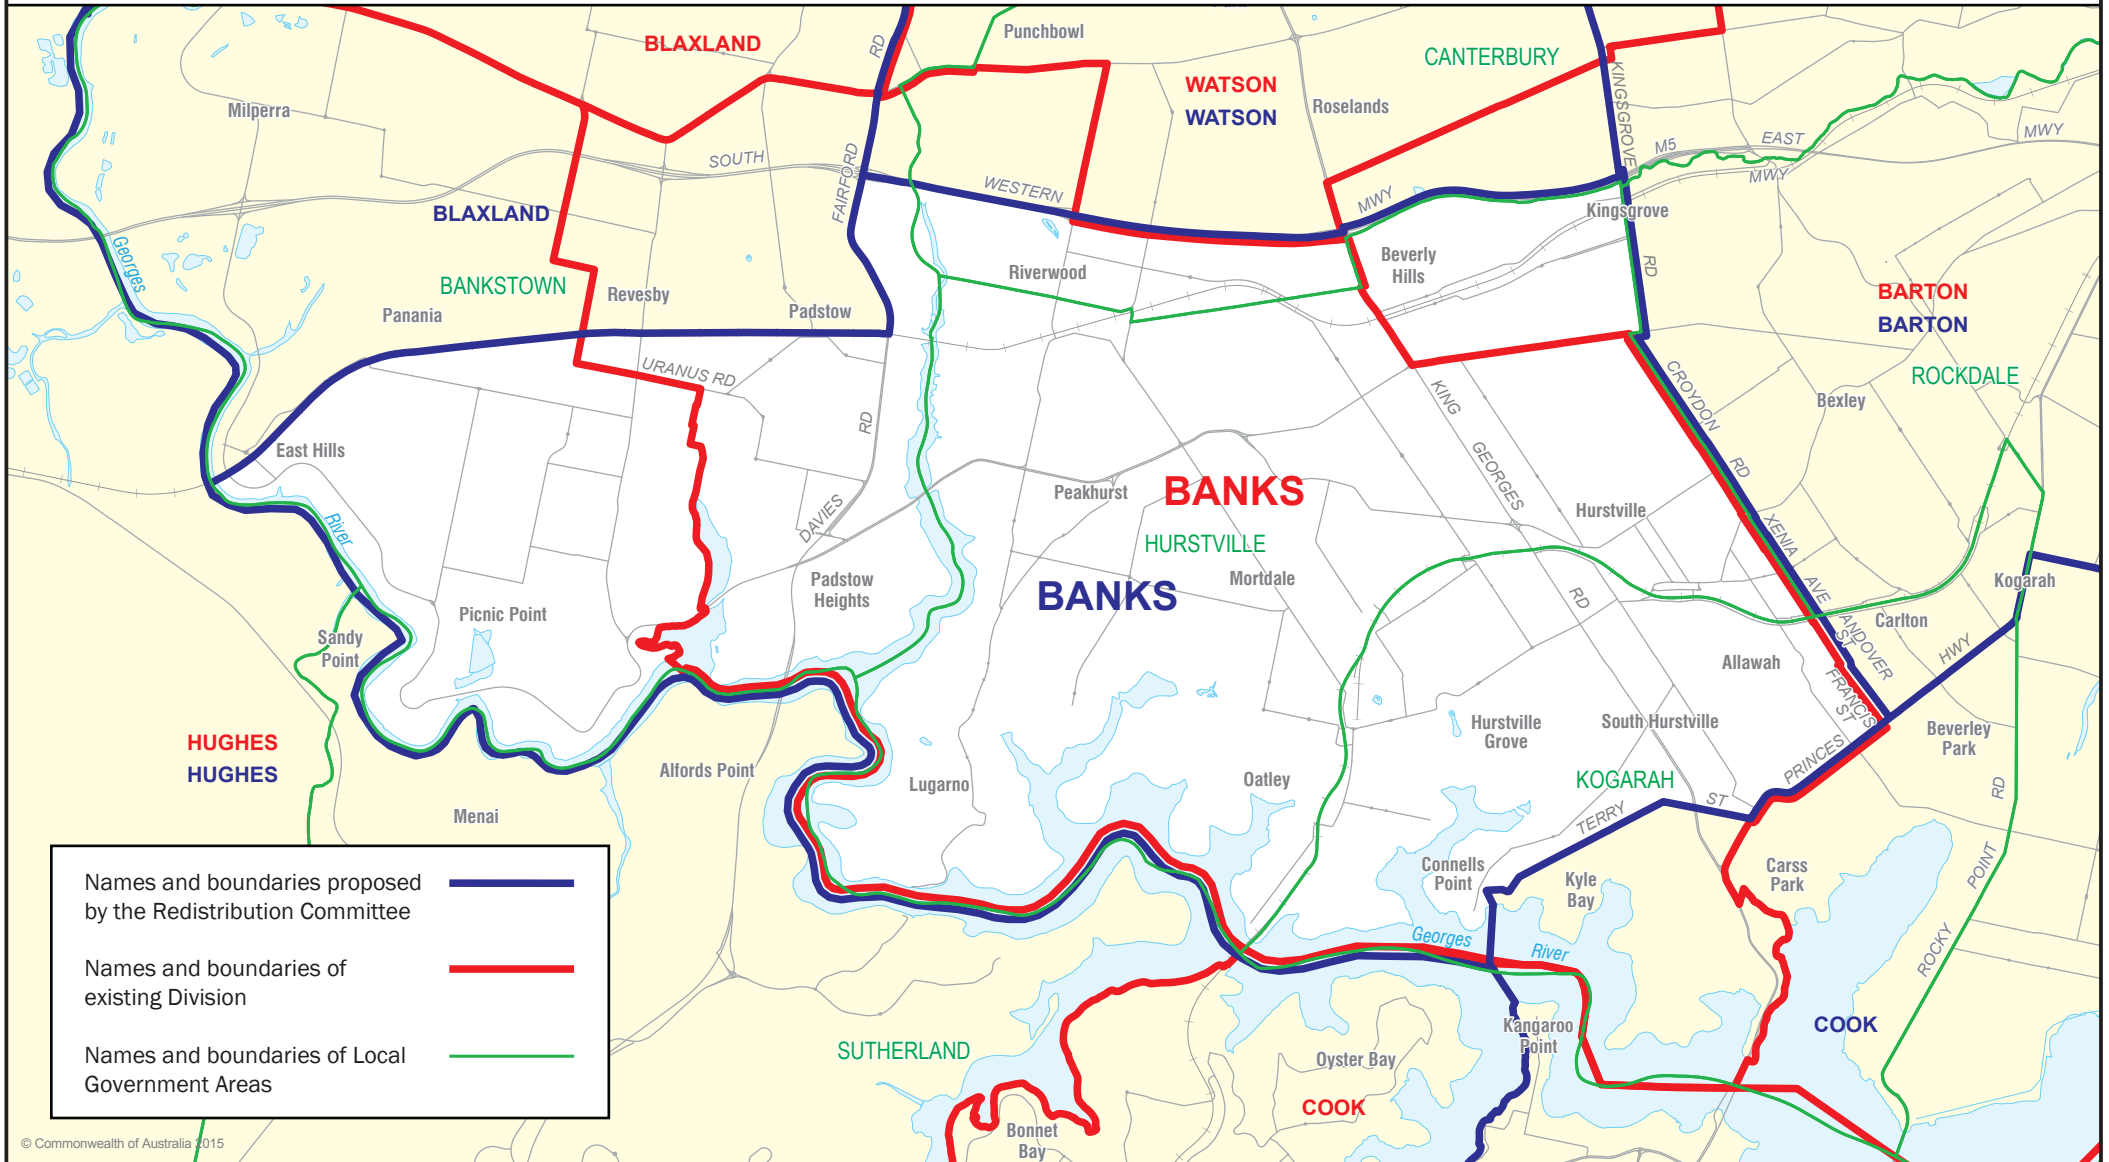 Punchbowl
BLAXLAND
RD
CANTERBURY
WATSON
WATSON
Roselands
KINGSGROVE
Milperra
SOUTH
FAIRFORD
WESTERN
MWY
M5
EAST
MWY
MWY
BLAXLAND
Kingsgrove
Georges
BANKSTOWN
Revesby
Padstow
Riverwood
Beverly
Hills
RD
BARTON
BARTON
Panania
URANUS RD
KING
CROYDON
ROCKDALE
Bexley
RD
East Hills
Peakhurst
BANKS
GEORGES
RD
Hurstville
River
DAVIES
HURSTVILLE
XENIA
Padstow
Heights
BANKS
Mortdale
RD
AVE
Kogarah
Picnic Point
Sandy
Point
ANDOVER
ST
Carlton
HWY
Allawah
FRANCIS
ST
HUGHES
HUGHES
Alfords Point
Lugarno
Oatley
Hurstville
Grove
South Hurstville
Beverley
Park
KOGARAH
PRINCES
RD
Menai
TERRY
ST
Connells
Point
Kyle
Bay
Carss
Park
POINT
Names and boundaries proposed
by the Redistribution Committee
Names and boundaries of
existing Division
Names and boundaries of Local
Government Areas
Georges
River
ROCKY
SUTHERLAND
Kangaroo
Point
COOK
Oyster Bay
COOK
Bonnet
Bay
© Commonwealth of Australia 2015